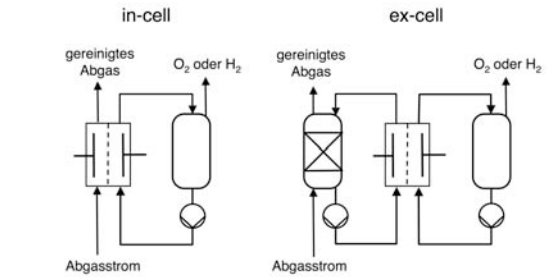 in-cell
ex-cell
gereinigtes
Abgas
O₂ oder H₂
gereinigtes
Abgas
O₂ oder H₂
Abgasstrom
Abgasstrom